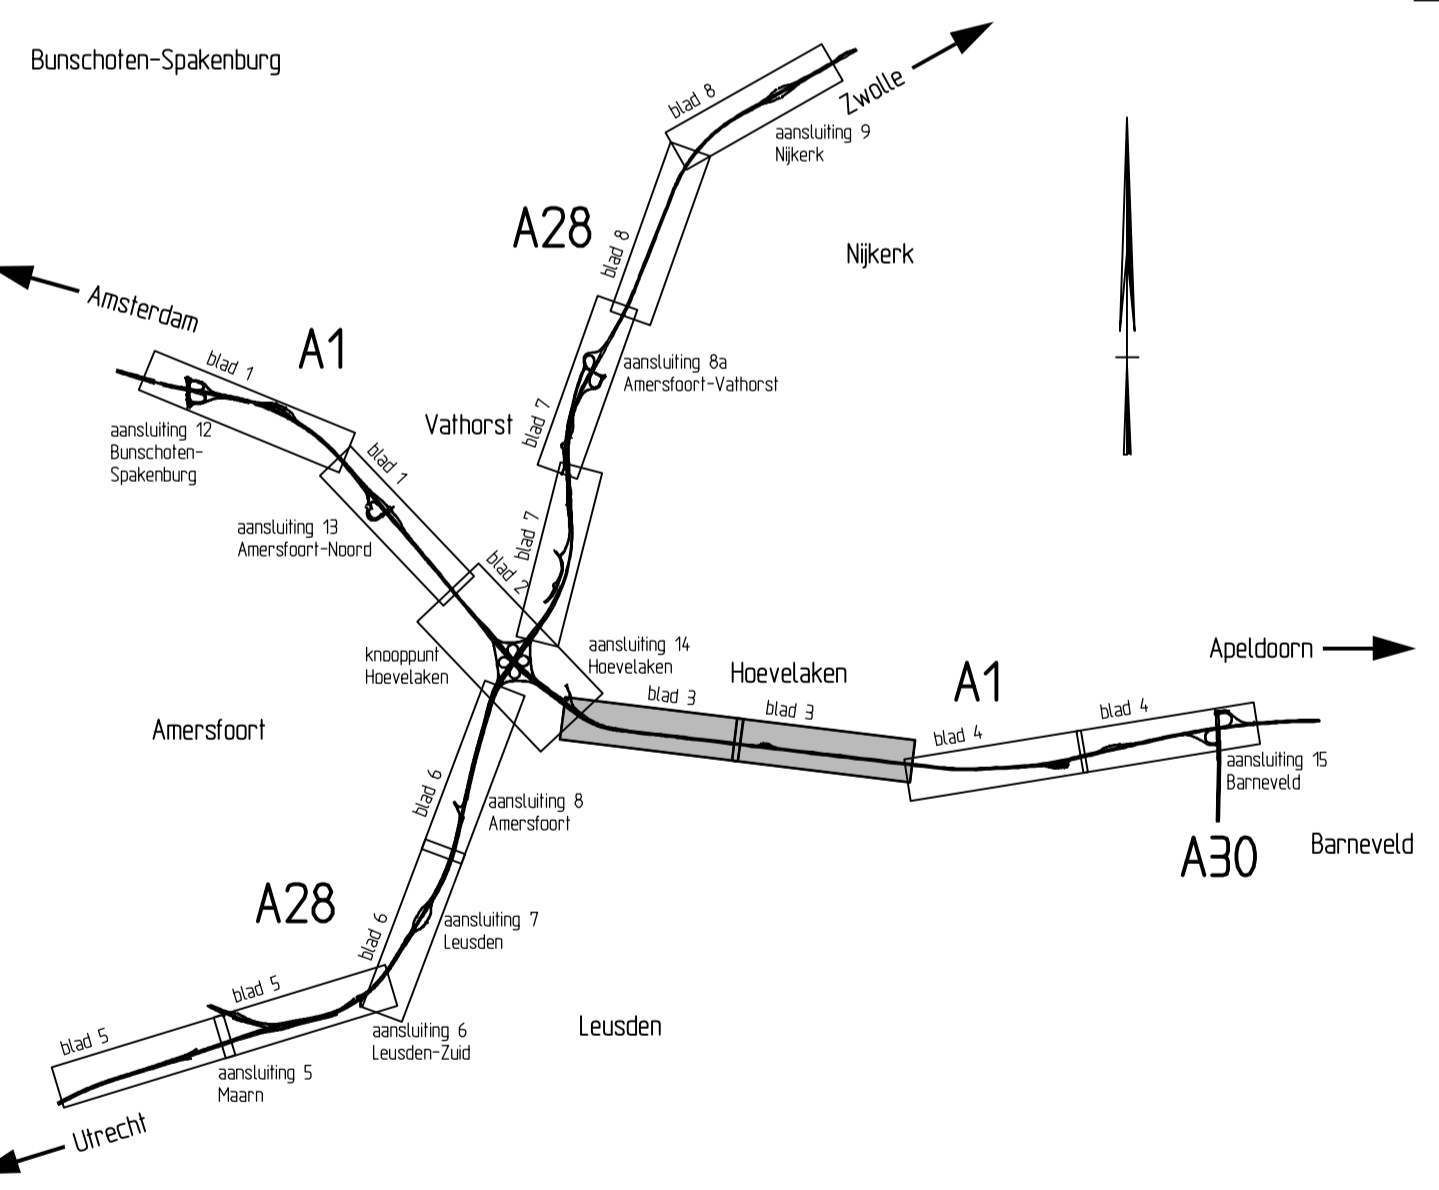 Bunschoten-Spakenburg
blad 8
Zwolle
aansluiting 9
Nijkerk
A28
blad 8
Nijkerk
Amsterdam
A1
blad 1
aansluiting 8a
Amersfoort-Vathorst
blad 7
Vathorst
aansluiting 12
Bunschoten-
Spakenburg
blad 1
aansluiting 13
Amersfoort-Noord
blad 7
blad 2
knooppunt
Hoevelaken
aansluiting 14
Hoevelaken
Hoevelaken
A1
Apeldoorn
blad 3
blad 3
blad 4
blad 4
Amersfoort
aansluiting 15
Barneveld
blad 6
aansluiting 8
Amersfoort
A30
Barneveld
A28
blad 6
aansluiting 7
Leusden
blad 5
blad 5
aansluiting 6
Leusden-Zuid
Leusden
aansluiting 5
Maarn
Utrecht